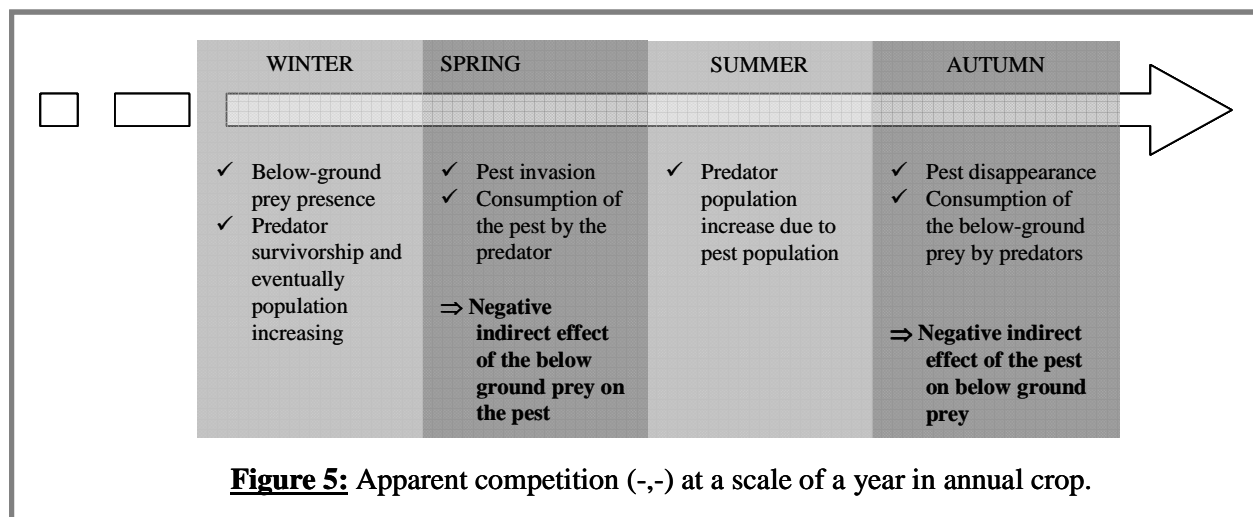 WINTER
SPRING
SUMMER
AUTUMN
✓ Below-ground
prey presence
✓ Predator
survivorship and
eventually
population
increasing
✓ Pest invasion
✓ Consumption of
the pest by the
predator
⇒ Negative
indirect effect
of the below
ground prey on
the pest
✓ Predator
population
increase due to
pest population
✓ Pest disappearance
✓ Consumption of
the below-ground
prey by predators
⇒ Negative indirect
effect of the pest
on below ground
prey
Figure 5: Apparent competition (-,-) at a scale of a year in annual crop.